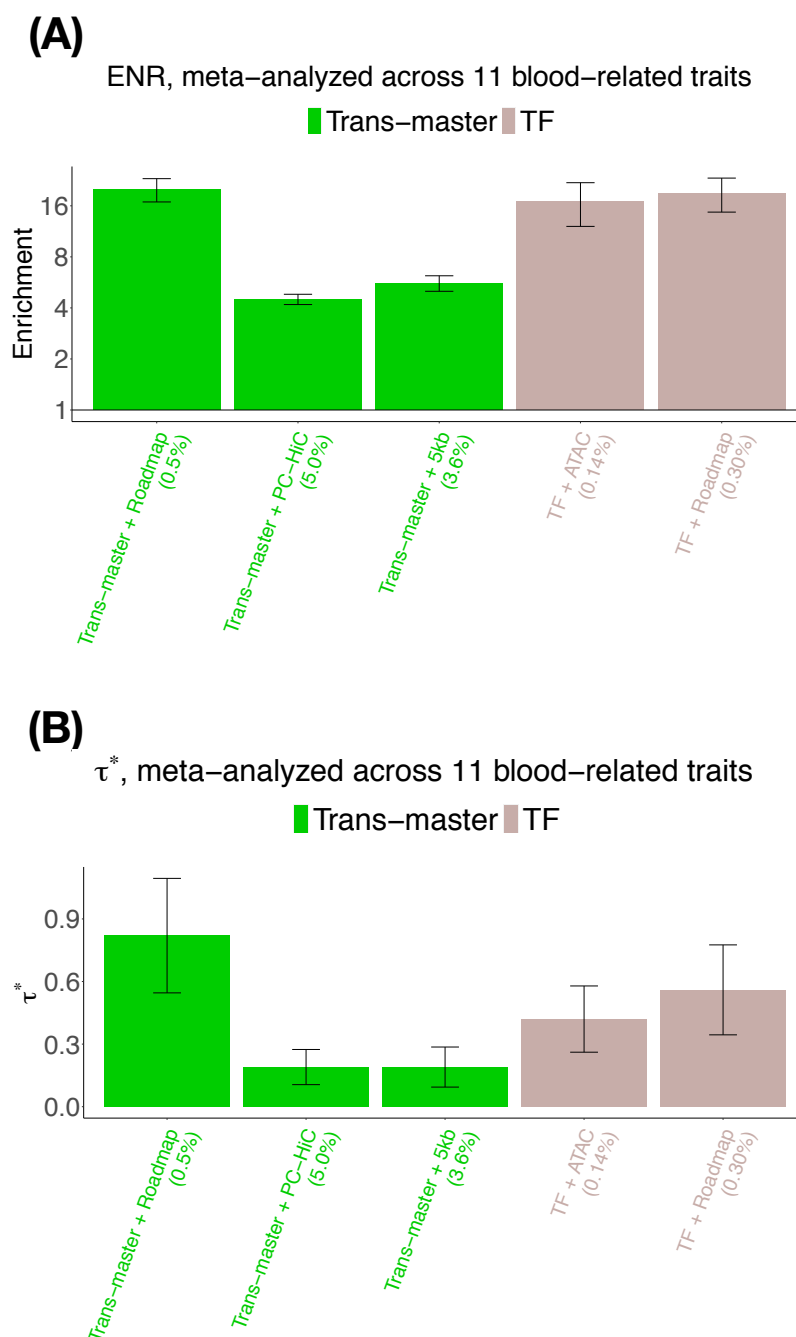 (A)
ENR, meta−analyzed across 11 blood−related traits
Trans−master TF
Enrichment
16
8
4
2
1
Trans−master + Roadmap
(0.5%)
Trans−master + PC−HiC
(5.0%)
Trans−master + 5kb
(3.6%)
TF + ATAC
(0.14%)
TF + Roadmap
(0.30%)
(B)
τ*, meta−analyzed across 11 blood−related traits
Trans−master TF
τ*
0.9
0.6
0.3
0.0
Trans−master + Roadmap
(0.5%)
Trans−master + PC−HiC
(5.0%)
Trans−master + 5kb
(3.6%)
TF + ATAC
(0.14%)
TF + Roadmap
(0.30%)